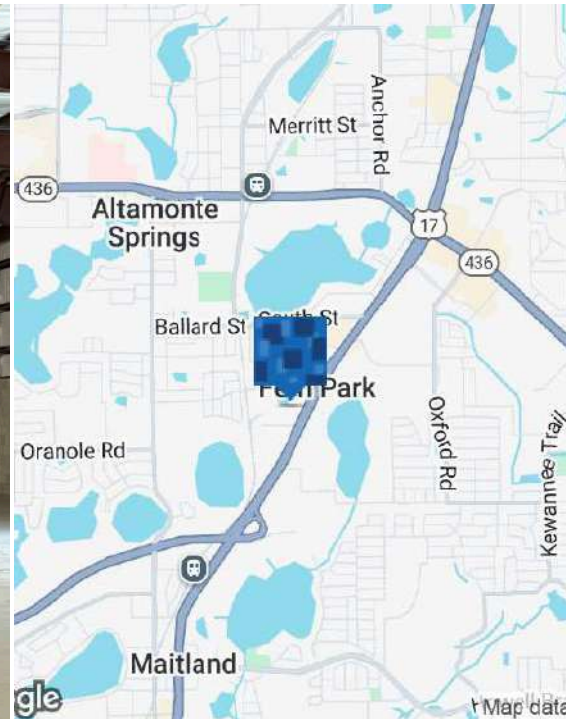 Anchor Rd
Merritt St
436
Altamonte
Springs
17
436
Ballard St
South St
Park
Oranole Rd
Oxford Rd
Kewannee Trail
Maitland
gle
Map data